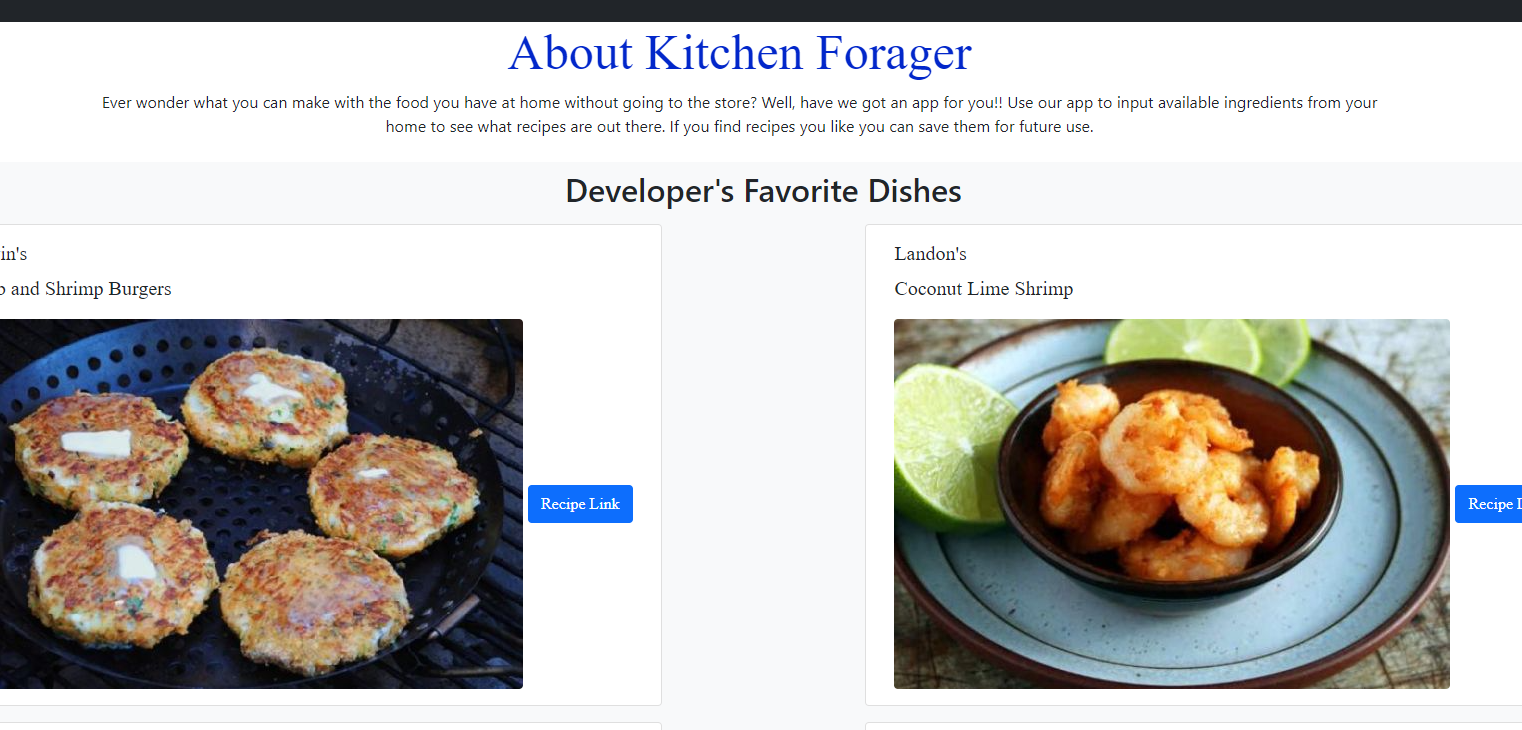 About Kitchen Forager
Ever wonder what you can make with the food you have at home without going to the store? Well, have we got an app for you!! Use our app to input available ingredients from your
home to see what recipes are out there. If you find recipes you like you can save them for future use.
Developer's Favorite Dishes
in's
and Shrimp Burgers
Recipe Link
Landon's
Coconut Lime Shrimp
Recipe